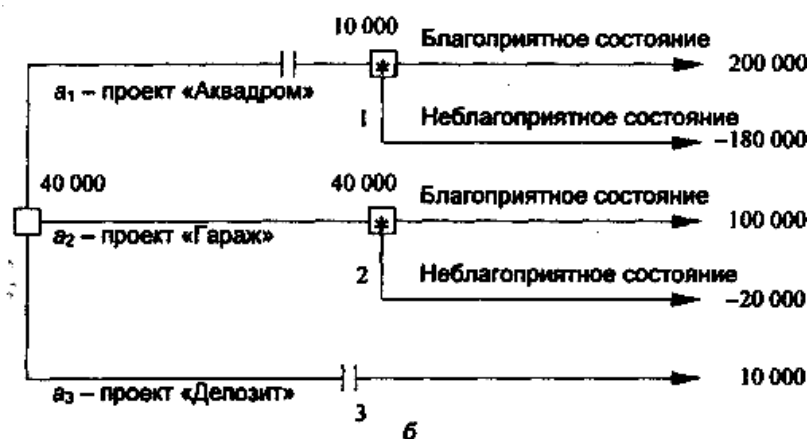 10 000
Благоприятное состояние
200 000
a₁ – проект «Аквадром»
1
Неблагоприятное состояние
–180 000
40 000
40 000
Благоприятное состояние
100 000
a₂ – проект «Гараж»
2
Неблагоприятное состояние
–20 000
a₃ – проект «Делозит»
10 000
3
б